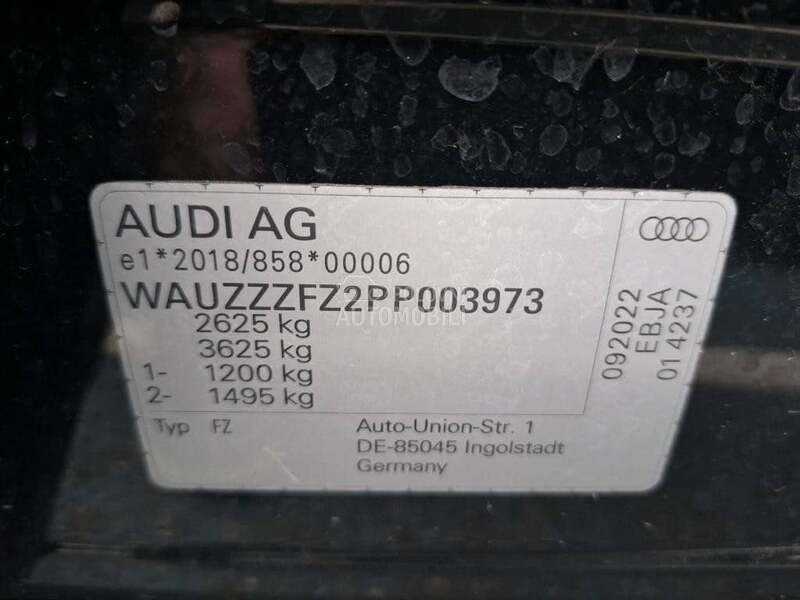 AUDI AG
e1*2018/858*00006
WAUZZZFZ2PP003973
2625 kg
3625 kg
1- 1200 kg
2- 1495 kg
Typ FZ
Auto-Union-Str. 1
DE-85045 Ingolstadt
Germany
092022
EBJA
014237
AUTOMOBILI